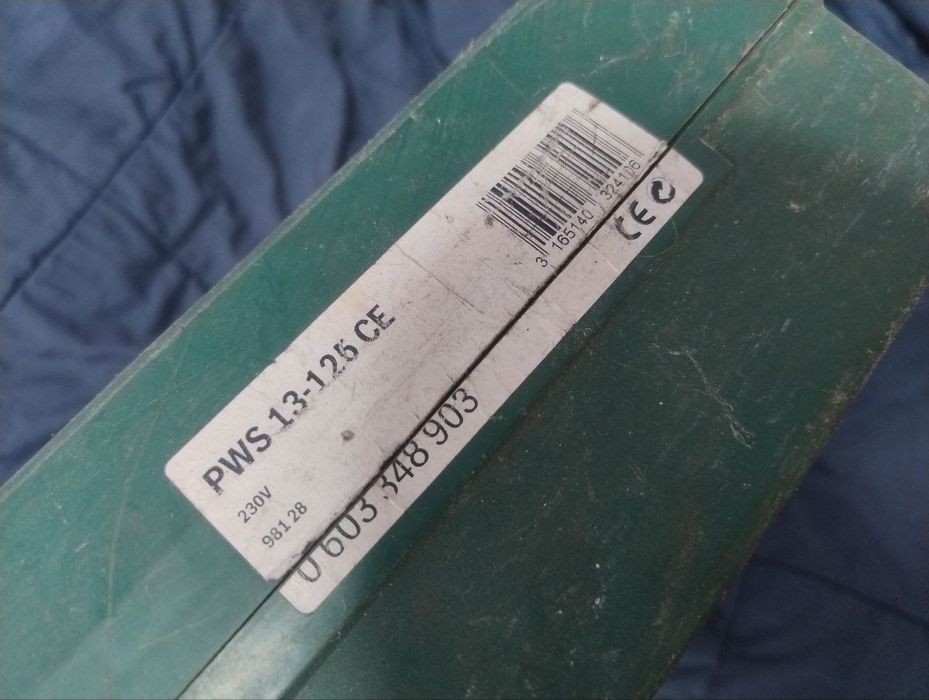 PWS 13-125 CE
230V
981 28
0 603 348 903
3 165140 324106
CE